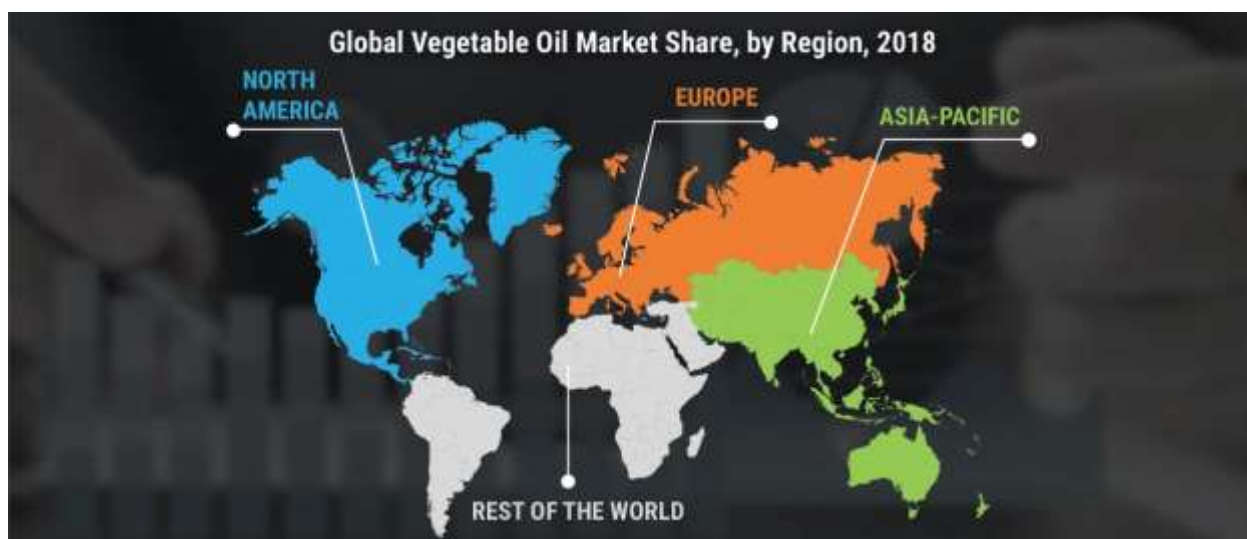 Global Vegetable Oil Market Share, by Region, 2018
NORTH
AMERICA
EUROPE
ASIA-PACIFIC
REST OF THE WORLD